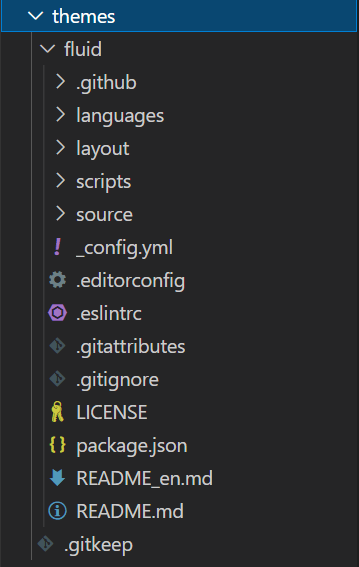 themes
fluid
.github
languages
layout
scripts
source
_config.yml
.editorconfig
.eslintrc
.gitattributes
.gitignore
LICENSE
package.json
README_en.md
README.md
.gitkeep